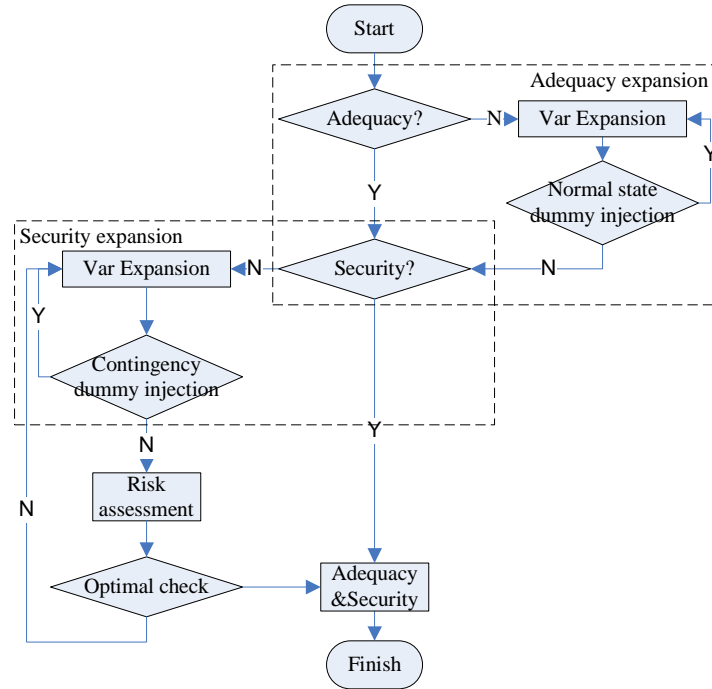 Start
Adequacy expansion
Adequacy?
N
Var Expansion
Y
Y
Normal state
dummy injection
Security expansion
Var Expansion
N
Security?
N
Y
Contingency
dummy injection
Y
N
Risk
assessment
N
Optimal check
Adequacy
&Security
Finish